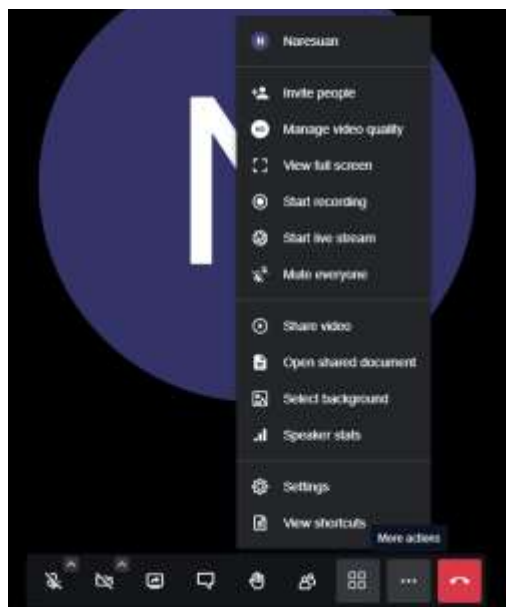 N
N Naresuan
Invite people
HD Manage video quality
View full screen
Start recording
Start live stream
Mute everyone
Share video
Open shared document
Select background
Speaker stats
Settings
View shortcuts
More actions